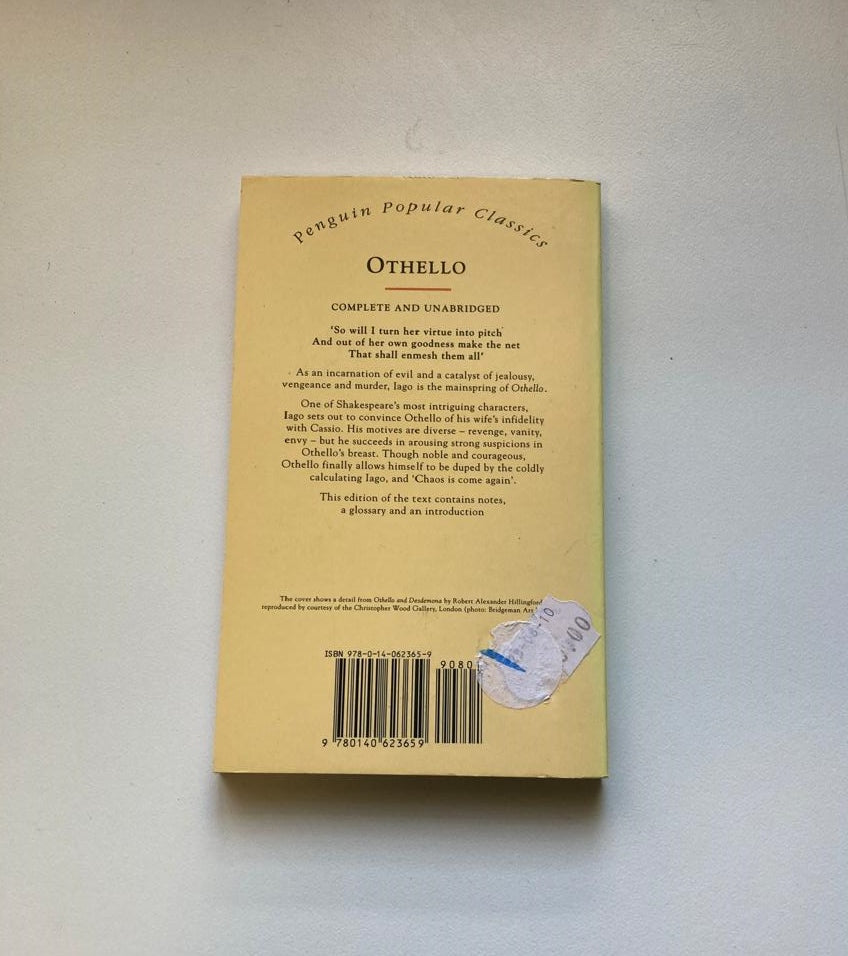 Penguin Popular Classics
OTHELLO
COMPLETE AND UNABRIDGED
‘So will I turn her virtue into pitch
And out of her own goodness make the net
That shall enmesh them all’
As an incarnation of evil and a catalyst of jealousy,
vengeance and murder, Iago is the mainspring of Othello.
One of Shakespeare's most intriguing characters,
Iago sets out to convince Othello of his wife's infidelity
with Cassio. His motives are diverse – revenge, vanity,
envy – but he succeeds in arousing strong suspicions in
Othello's breast. Though noble and courageous,
Othello finally allows himself to be duped by the coldly
calculating Iago, and ‘Chaos is come again’.
This edition of the text contains notes,
a glossary and an introduction
The cover shows a detail from Othello and Desdemona by Robert Alexander Hillingford
reproduced by courtesy of the Christopher Wood Gallery, London (photo: Bridgeman Art
ISBN 978-0-14-062365-9
9080
9 780140 623659